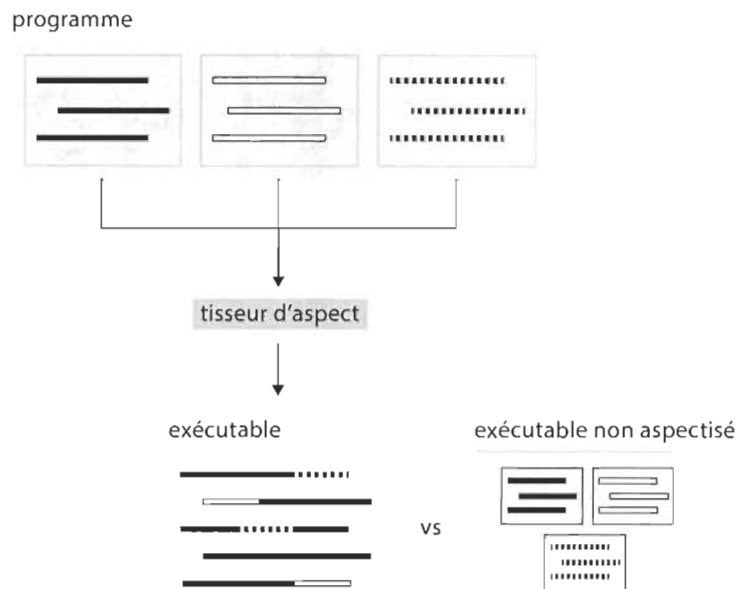 programme
tisseur d'aspect
exécutable
exécutable non aspectisé
vs